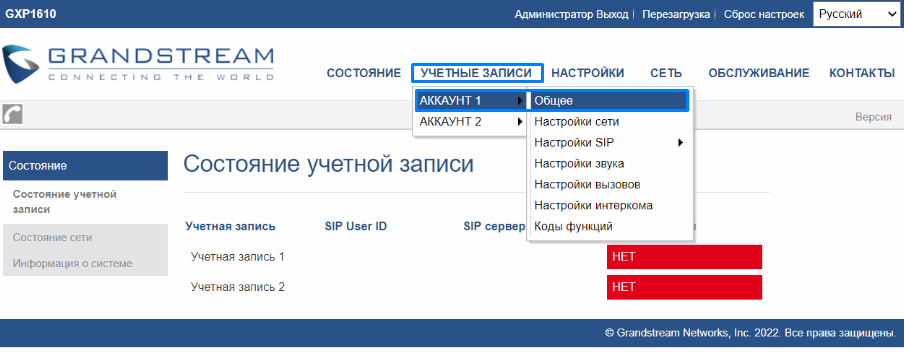 GXP1610
Администратор Выход | Перезагрузка | Сброс настроек
Русский
GRANDSTREAM
CONNECTING THE WORLD
СОСТОЯНИЕ УЧЕТНЫЕ ЗАПИСИ НАСТРОЙКИ СЕТЬ ОБСЛУЖИВАНИЕ КОНТАКТЫ
АККАУНТ 1
АККАУНТ 2
Общее
Настройки сети
Настройки SIP
Настройки звука
Настройки вызовов
Настройки интеркома
Коды функций
Версия
Состояние
Состояние учетной
записи
Состояние сети
Информация о системе
Состояние учетной записи
Учетная запись SIP User ID SIP сервер
Учетная запись 1 НЕТ
Учетная запись 2 НЕТ
© Grandstream Networks, Inc. 2022. Все права защищены.